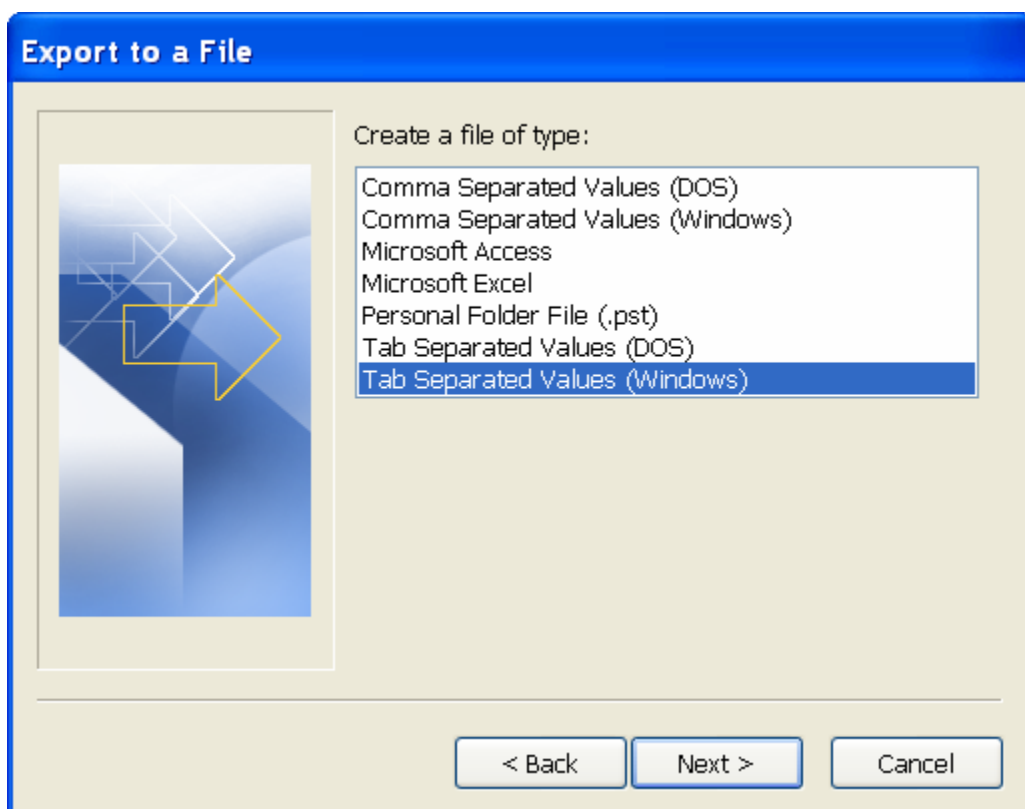 Export to a File
Create a file of type:
Comma Separated Values (DOS)
Comma Separated Values (Windows)
Microsoft Access
Microsoft Excel
Personal Folder File (.pst)
Tab Separated Values (DOS)
Tab Separated Values (Windows)
< Back
Next >
Cancel